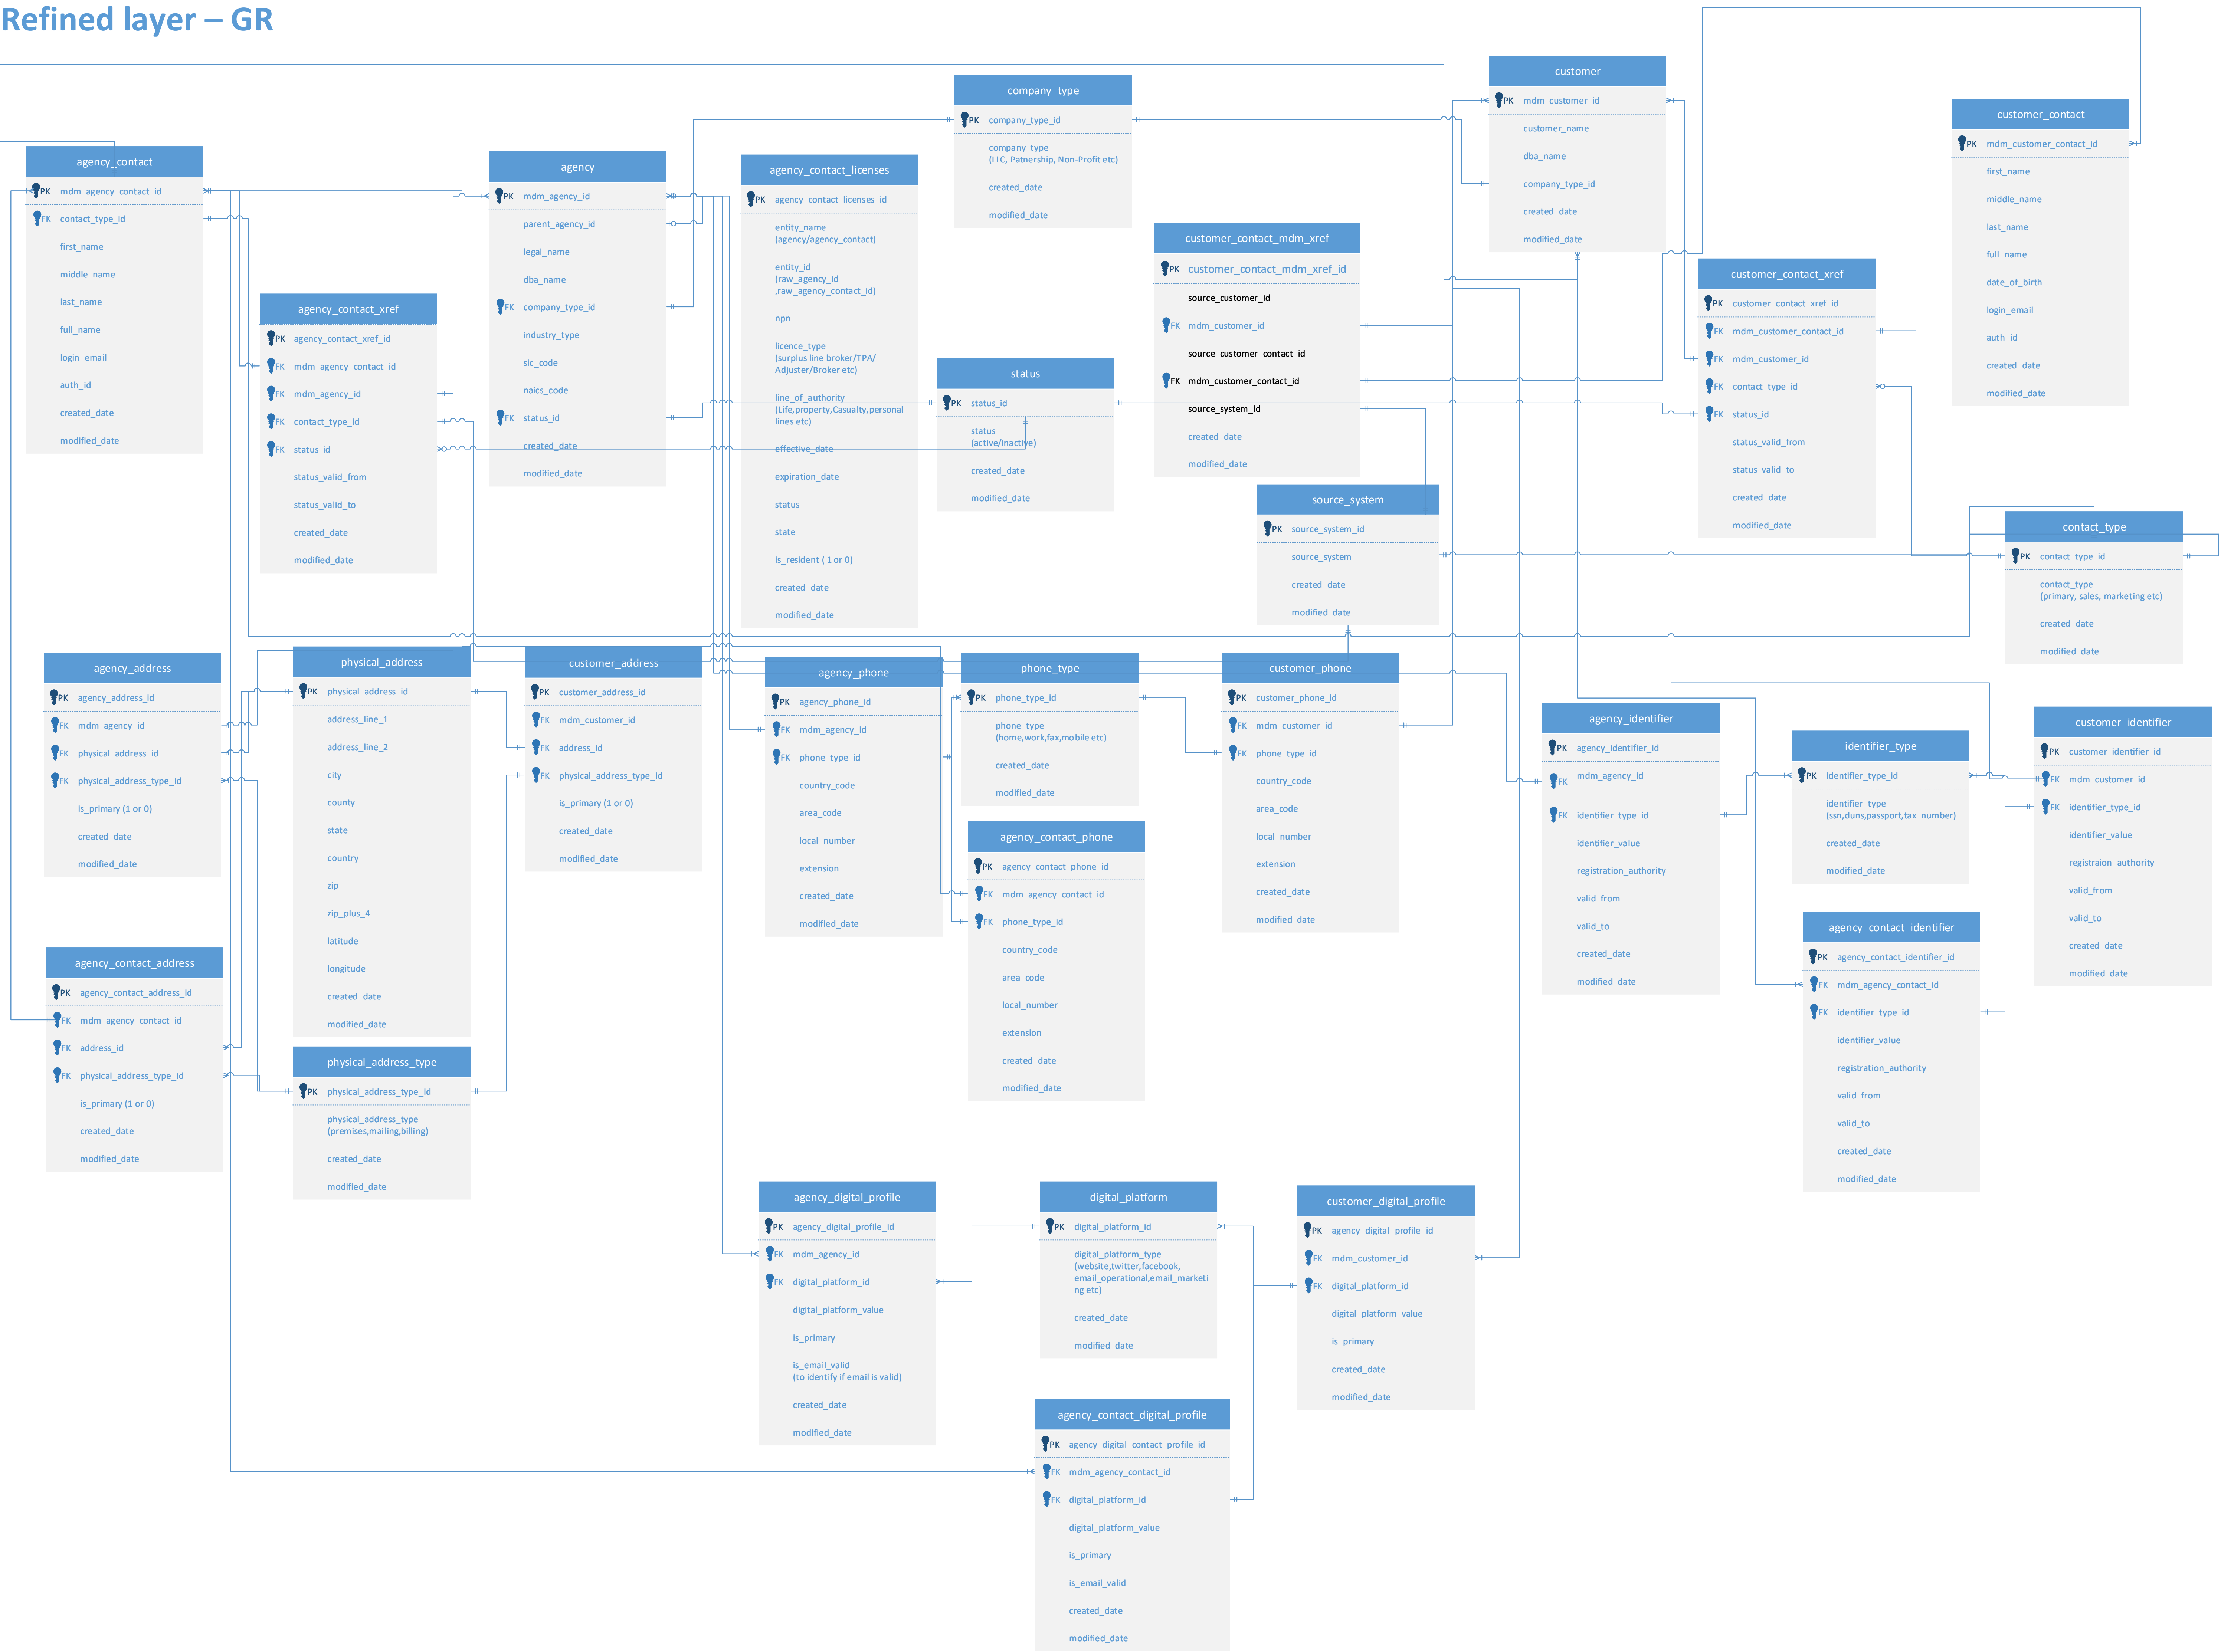 Refined layer – GR
agency_contact
PK mdm_agency_contact_id
FK contact_type_id
first_name
middle_name
last_name
full_name
login_email
auth_id
created_date
modified_date
agency_contact_xref
PK agency_contact_xref_id
FK mdm_agency_contact_id
FK mdm_agency_id
FK contact_type_id
FK status_id
status_valid_from
status_valid_to
created_date
modified_date
agency
PK mdm_agency_id
parent_agency_id
legal_name
dba_name
FK company_type_id
industry_type
sic_code
naics_code
FK status_id
created_date
modified_date
agency_contact_licenses
PK agency_contact_licenses_id
entity_name
(agency/agency_contact)
entity_id
(raw_agency_id
,raw_agency_contact_id)
npn
licence_type
(surplus line broker/TPA/
Adjuster/Broker etc)
line_of_authority
(Life,property,Casualty,personal
lines etc)
effective_date
expiration_date
status
state
is_resident ( 1 or 0)
created_date
modified_date
company_type
PK company_type_id
company_type
(LLC, Patnership, Non-Profit etc)
created_date
modified_date
status
PK status_id
status
(active/inactive)
created_date
modified_date
customer_contact_mdm_xref
PK customer_contact_mdm_xref_id
source_customer_id
FK mdm_customer_id
source_customer_contact_id
FK mdm_customer_contact_id
source_system_id
created_date
modified_date
source_system
PK source_system_id
source_system
created_date
modified_date
customer
PK mdm_customer_id
customer_name
dba_name
company_type_id
created_date
modified_date
customer_contact_xref
PK customer_contact_xref_id
FK mdm_customer_contact_id
FK mdm_customer_id
FK contact_type_id
FK status_id
status_valid_from
status_valid_to
created_date
modified_date
customer_contact
PK mdm_customer_contact_id
first_name
middle_name
last_name
full_name
date_of_birth
login_email
auth_id
created_date
modified_date
contact_type
PK contact_type_id
contact_type
(primary, sales, marketing etc)
created_date
modified_date
agency_address
PK agency_address_id
FK mdm_agency_id
FK physical_address_id
FK physical_address_type_id
is_primary (1 or 0)
created_date
modified_date
physical_address
PK physical_address_id
address_line_1
address_line_2
city
county
state
country
zip
zip_plus_4
latitude
longitude
created_date
modified_date
customer_address
PK customer_address_id
FK mdm_customer_id
FK address_id
FK physical_address_type_id
is_primary (1 or 0)
created_date
modified_date
agency_phone
PK agency_phone_id
FK mdm_agency_id
FK phone_type_id
country_code
area_code
local_number
extension
created_date
modified_date
phone_type
PK phone_type_id
phone_type
(home,work,fax,mobile etc)
created_date
modified_date
agency_contact_phone
PK agency_contact_phone_id
FK mdm_agency_contact_id
FK phone_type_id
country_code
area_code
local_number
extension
created_date
modified_date
customer_phone
PK customer_phone_id
FK mdm_customer_id
FK phone_type_id
country_code
area_code
local_number
extension
created_date
modified_date
agency_identifier
PK agency_identifier_id
FK mdm_agency_id
FK identifier_type_id
identifier_value
registration_authority
valid_from
valid_to
created_date
modified_date
identifier_type
PK identifier_type_id
identifier_type
(ssn,duns,passport,tax_number)
created_date
modified_date
customer_identifier
PK customer_identifier_id
FK mdm_customer_id
FK identifier_type_id
identifier_value
registraion_authority
valid_from
valid_to
created_date
modified_date
agency_contact_identifier
PK agency_contact_identifier_id
FK mdm_agency_contact_id
FK identifier_type_id
identifier_value
registration_authority
valid_from
valid_to
created_date
modified_date
agency_contact_address
PK agency_contact_address_id
FK mdm_agency_contact_id
FK address_id
FK physical_address_type_id
is_primary (1 or 0)
created_date
modified_date
physical_address_type
PK physical_address_type_id
physical_address_type
(premises,mailing,billing)
created_date
modified_date
agency_digital_profile
PK agency_digital_profile_id
FK mdm_agency_id
FK digital_platform_id
digital_platform_value
is_primary
is_email_valid
(to identify if email is valid)
created_date
modified_date
digital_platform
PK digital_platform_id
digital_platform_type
(website,twitter,facebook,
email_operational,email_marketi
ng etc)
created_date
modified_date
customer_digital_profile
PK agency_digital_profile_id
FK mdm_customer_id
FK digital_platform_id
digital_platform_value
is_primary
created_date
modified_date
agency_contact_digital_profile
PK agency_digital_contact_profile_id
FK mdm_agency_contact_id
FK digital_platform_id
digital_platform_value
is_primary
is_email_valid
created_date
modified_date